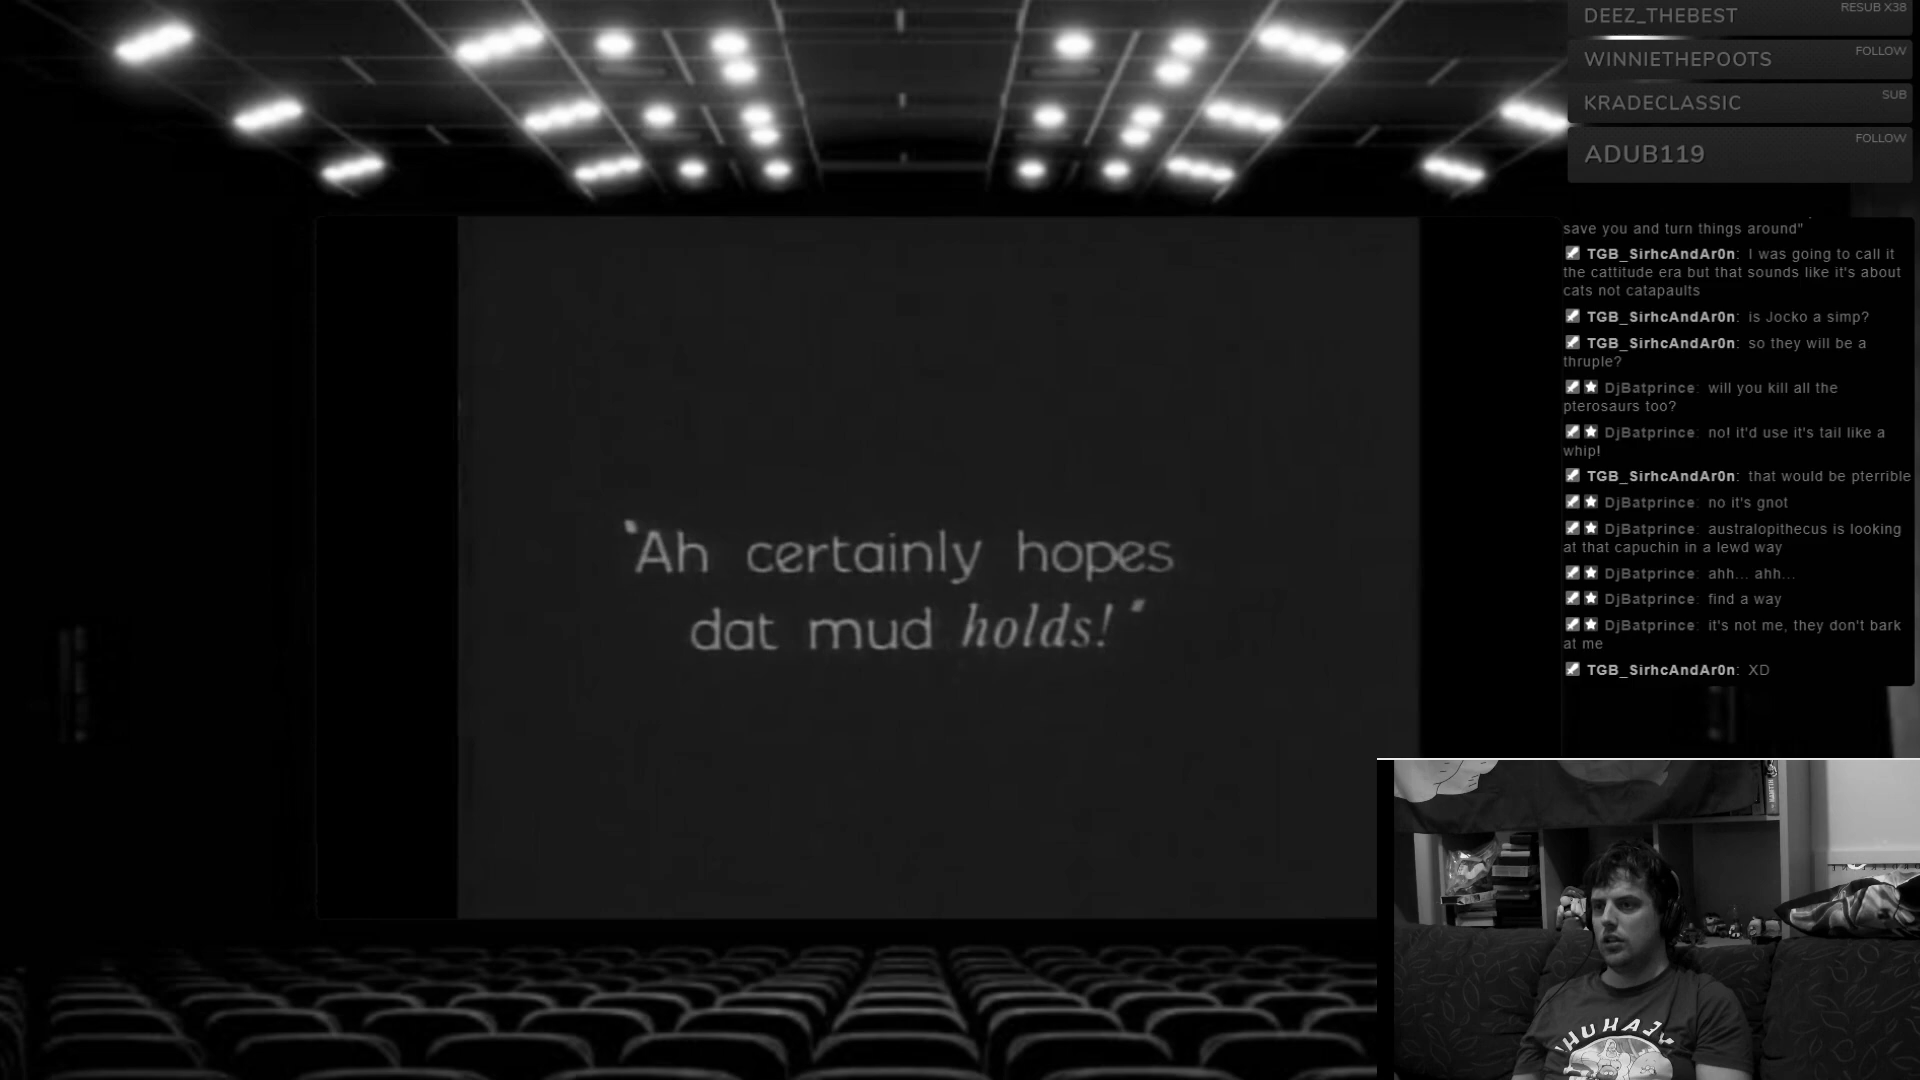 DEEZ_THEBEST
RESUB X38
WINNIETHEPOOTS
FOLLOW
KRADECLASSIC
SUB
ADUB119
FOLLOW
save you and turn things around"
TGB_SirhcAndAr0n: I was going to call it
the cattitude era but that sounds like it's about
cats not catapaults
TGB_SirhcAndAr0n: is Jocko a simp?
TGB_SirhcAndAr0n: so they will be a
thruple?
DjBatprince: will you kill all the
pterosaurs too?
DjBatprince: no! it'd use it's tail like a
whip!
TGB_SirhcAndAr0n: that would be pterrible
DjBatprince: no it's gnot
DjBatprince: australopithecus is looking
at that capuchin in a lewd way
DjBatprince: ahh... ahh...
DjBatprince: find a way
DjBatprince: it's not me, they don't bark
at me
TGB_SirhcAndAr0n: XD
"Ah certainly hopes
dat mud holds!"